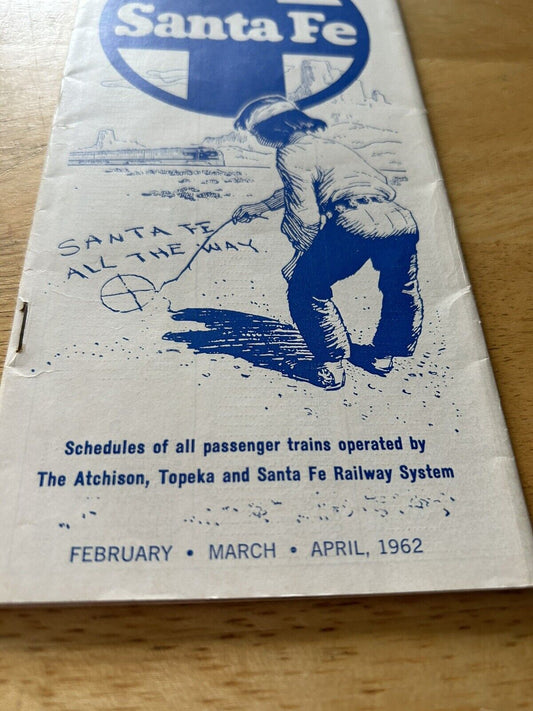 Santa Fe
SANTA FE
ALL THE WAY.
Schedules of all passenger trains operated by
The Atchison, Topeka and Santa Fe Railway System
FEBRUARY • MARCH • APRIL, 1962